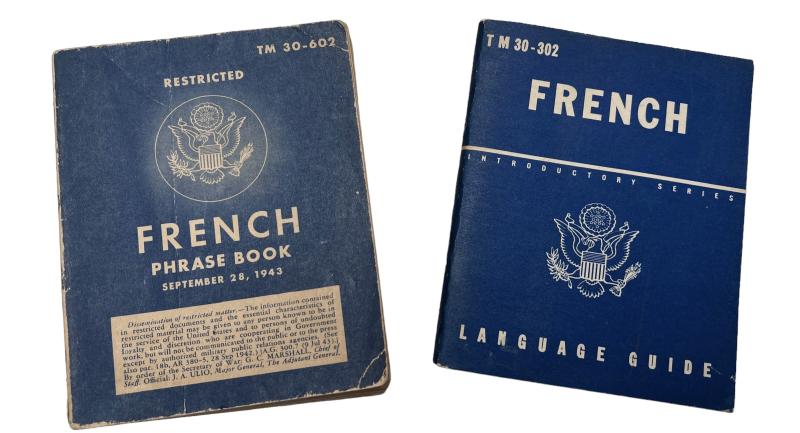 TM 30-602
RESTRICTED
FRENCH
PHRASE BOOK
SEPTEMBER 28, 1943
Dissemination of restricted matter.—The information contained
in restricted documents and the essential characteristics of
restricted material may be given to any person known to be in
the service of the United States and to persons of undoubted
loyalty and discretion who are cooperating in Government
work, but will not be communicated to the public or to the press
except by authorized military public relations agencies. (See
also par. 18b, AR 380-5, 28 Sep 1942.) [A.G. 300.7 (9 Jul 43).]
By order of the Secretary of War: G. C. MARSHALL, Chief of
Staff. Official: J. A. ULIO, Major General, The Adjutant General.
TM 30-302
FRENCH
INTRODUCTORY SERIES
LANGUAGE GUIDE